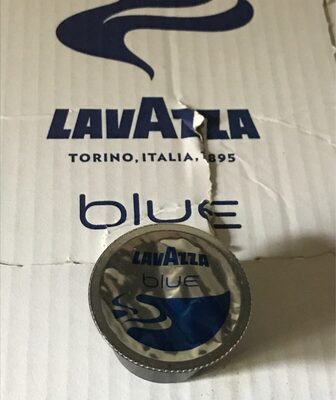 LAVAZZA
TORINO, ITALIA, 1895
blue
LAVAZZA
blue